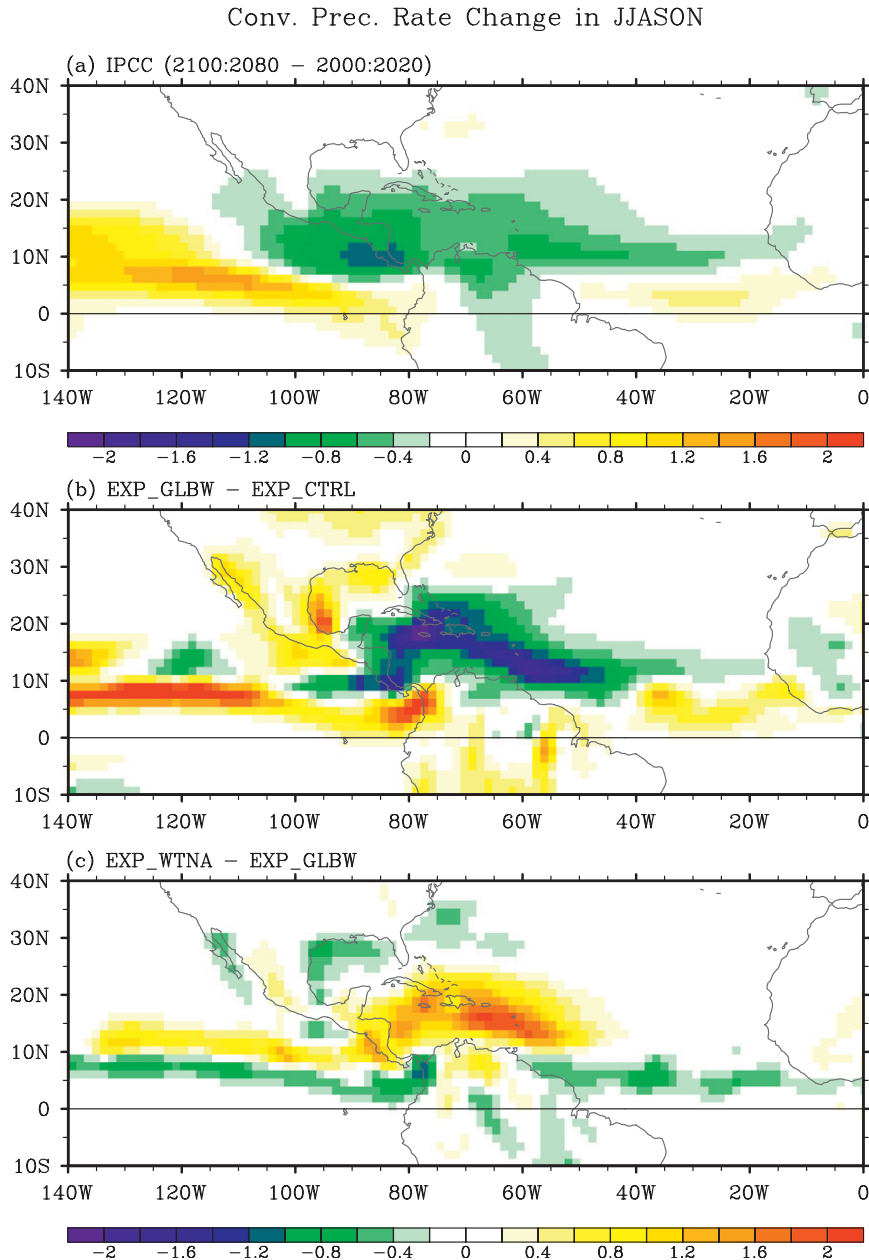 Conv. Prec. Rate Change in JJASON
(a) IPCC (2100:2080 − 2000:2020)
40N
30N
20N
10N
0
10S
140W 120W 100W 80W 60W 40W 20W 0
−2 −1.6 −1.2 −0.8 −0.4 0 0.4 0.8 1.2 1.6 2
(b) EXP_GLBW − EXP_CTRL
40N
30N
20N
10N
0
10S
140W 120W 100W 80W 60W 40W 20W 0
(c) EXP_WTNA − EXP_GLBW
40N
30N
20N
10N
0
10S
140W 120W 100W 80W 60W 40W 20W 0
−2 −1.6 −1.2 −0.8 −0.4 0 0.4 0.8 1.2 1.6 2